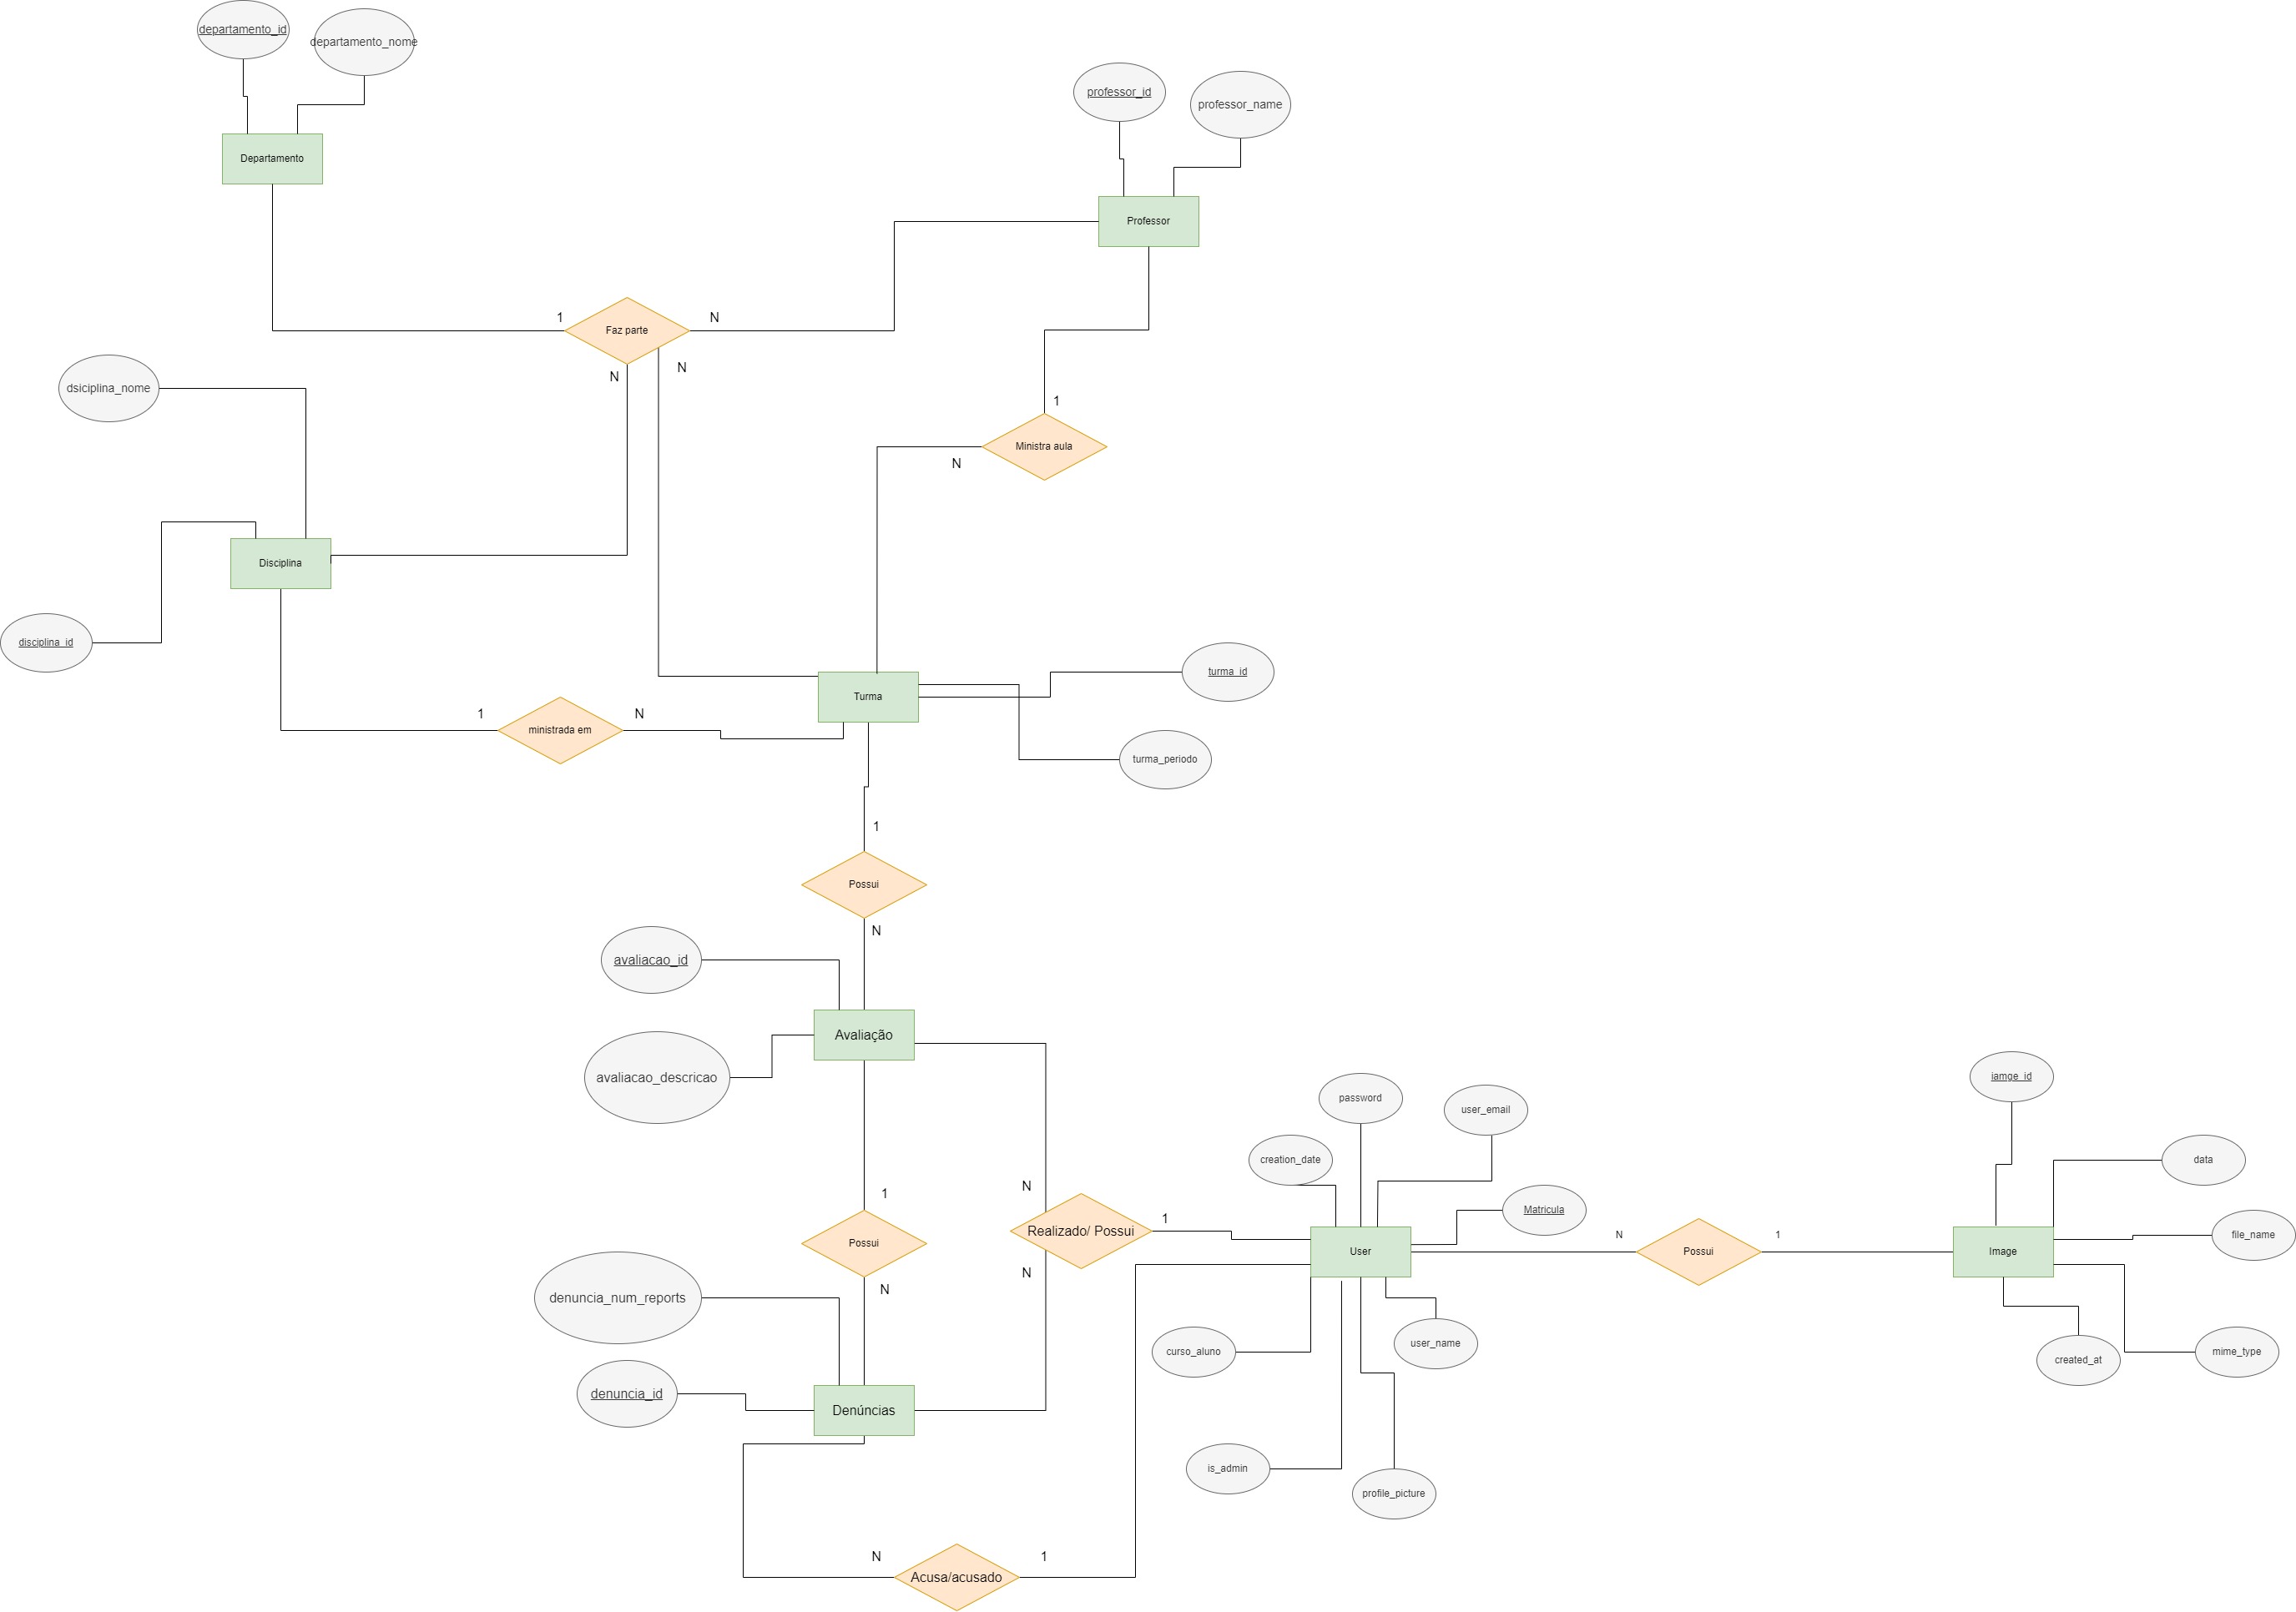 departamento_id
departamento_nome
professor_id
professor_name
Departamento
Professor
1
Faz parte
N
N
N
dsiciplina_nome
1
Ministra aula
N
Disciplina
disciplina_id
turma_id
Turma
1
ministrada em
N
turma_periodo
1
Possui
N
avaliacao_id
Avaliação
avaliacao_descricao
iamge_id
password
user_email
creation_date
data
1
N
Matricula
1
Realizado/ Possui
file_name
Possui
User
N
Possui
1
Image
N
N
denuncia_num_reports
user_name
curso_aluno
mime_type
created_at
denuncia_id
Denúncias
is_admin
profile_picture
N
1
Acusa/acusado